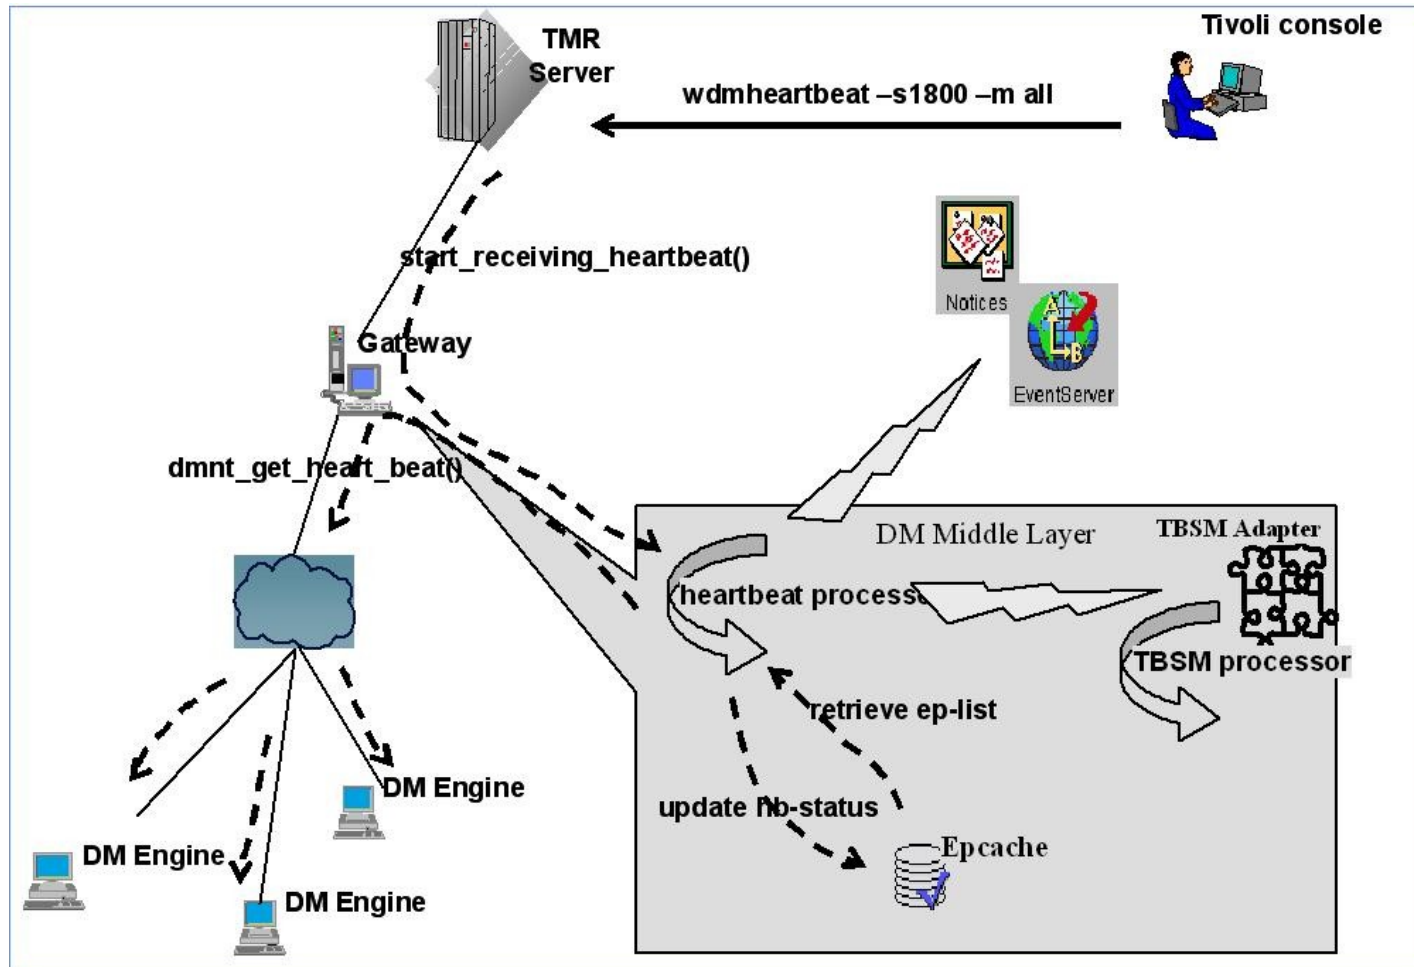 Tivoli console
TMR
Server
wdmheartbeat –s1800 –m all
start_receiving_heartbeat()
Notices
Gateway
EventServer
dmnt_get_heart_beat()
DM Middle Layer
TBSM Adapter
heartbeat processo
TBSM processor
retrieve ep-list
DM Engine
update hb-status
DM Engine
Epcache
DM Engine